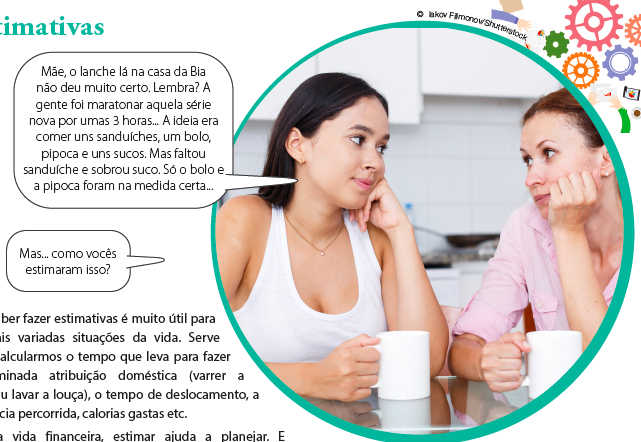 © Iakov Filimonov/Shutterstock
timativas
Mãe, o lanche lá na casa da Bia
não deu muito certo. Lembra? A
gente foi maratonar aquela série
nova por umas 3 horas... A ideia era
comer uns sanduíches, um bolo,
pipoca e uns sucos. Mas faltou
sanduíche e sobrou suco. Só o bolo e
a pipoca foram na medida certa...
Mas... como vocês
estimaram isso?
ber fazer estimativas é muito útil para
is variadas situações da vida. Serve
alcularmos o tempo que leva para fazer
minada atribuição doméstica (varrer a
u lavar a louça), o tempo de deslocamento, a
cia percorrida, calorias gastas etc.
a vida financeira, estimar ajuda a planejar. E